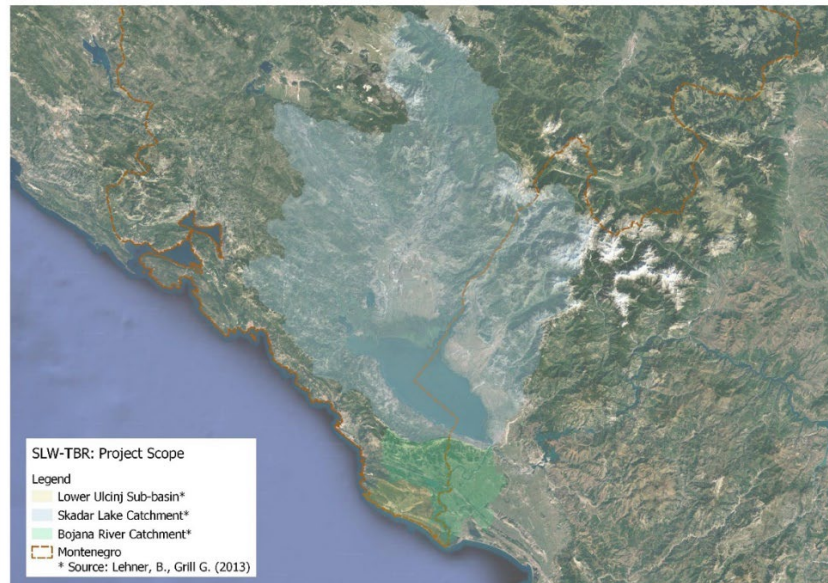 SLW-TBR: Project Scope
Legend
Lower Ulcinj Sub-basin*
Skadar Lake Catchment*
Bojana River Catchment*
Montenegro
* Source: Lehner, B., Grill G. (2013)